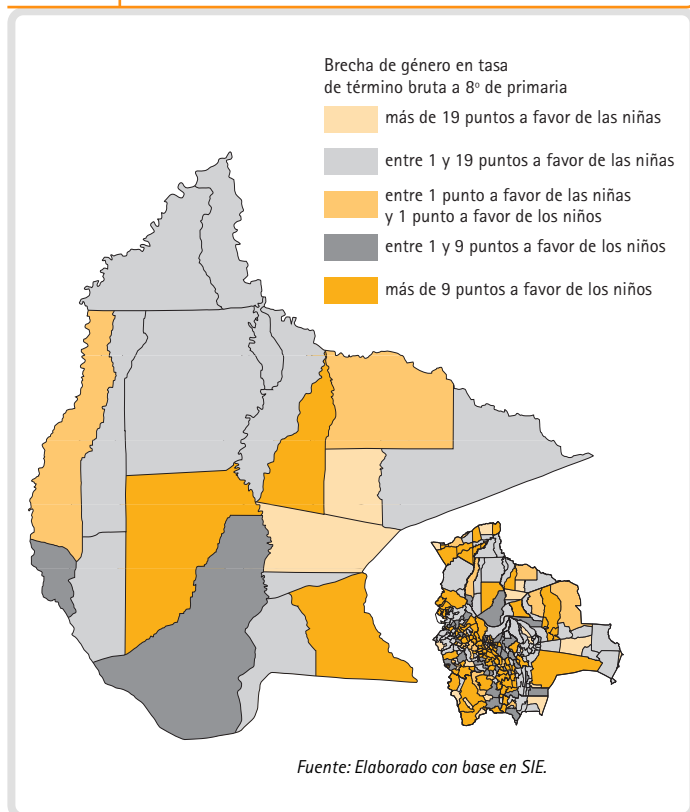 Brecha de género en tasa
de término bruta a 8º de primaria
más de 19 puntos a favor de las niñas
entre 1 y 19 puntos a favor de las niñas
entre 1 punto a favor de las niñas
y 1 punto a favor de los niños
entre 1 y 9 puntos a favor de los niños
más de 9 puntos a favor de los niños
Fuente: Elaborado con base en SIE.